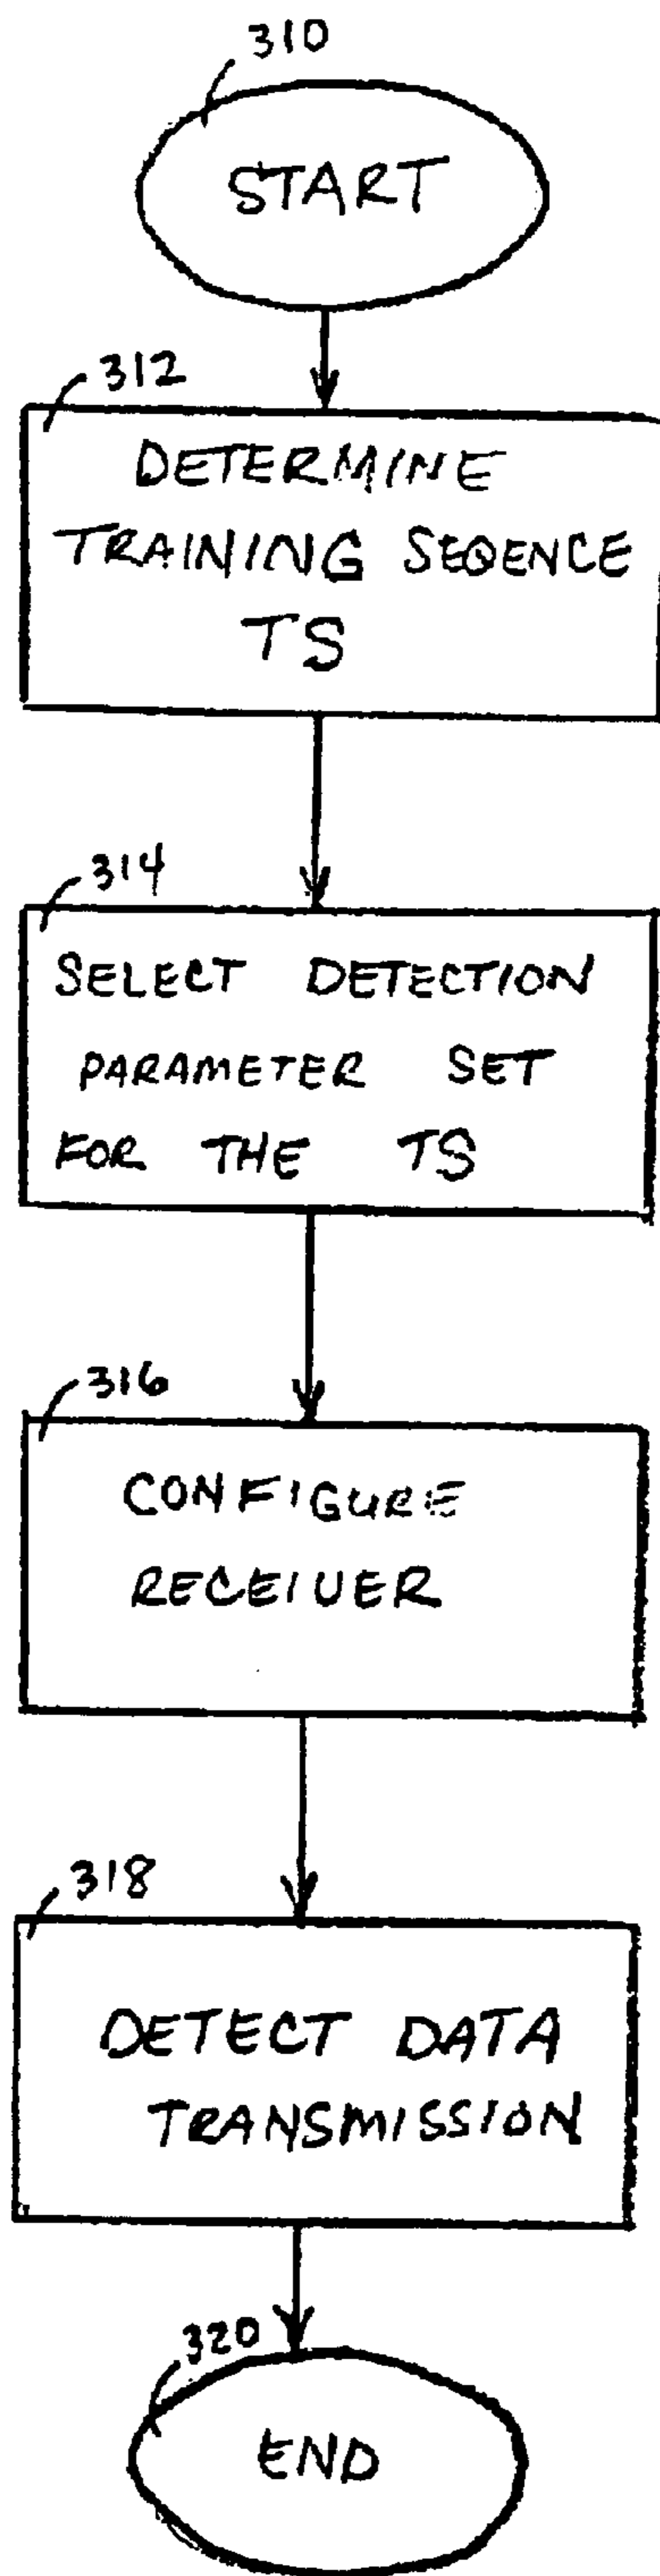 310
START
312
DETERMINE
TRAINING SEQENCE
TS
314
SELECT DETECTION
PARAMETER SET
FOR THE TS
316
CONFIGURE
RECEIVER
318
DETECT DATA
TRANSMISSION
320
END